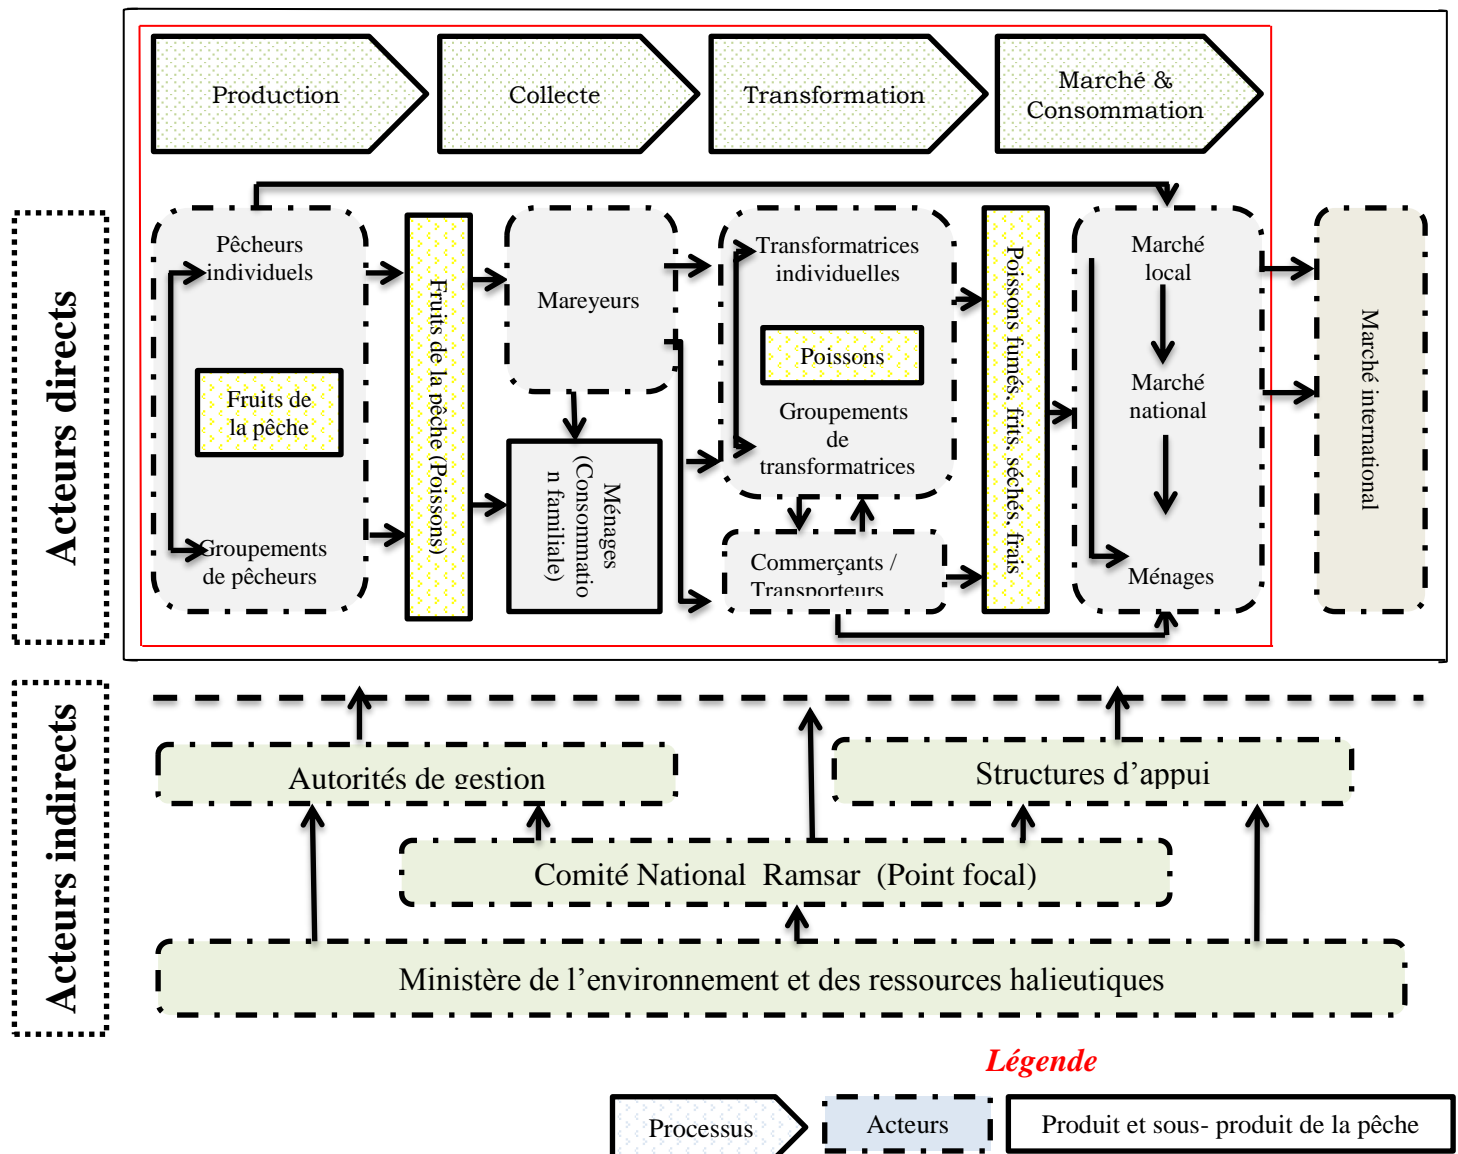 Production
Collecte
Transformation
Marché &
Consommation
Acteurs directs
Pêcheurs
individuels
Fruits de
la pêche
Groupements
de pêcheurs
Fruits de la pêche (Poissons)
Mareyeurs
Ménages
(Consommatio
n familiale)
Transformatrices
individuelles
Poissons
Groupements
de
transformatrices
Commerçants /
Transporteurs
Poissons fumés, frits, séchés, frais
Marché
local
Marché
national
Ménages
Marché international
Acteurs indirects
Autorités de gestion
Structures d’appui
Comité National Ramsar (Point focal)
Ministère de l’environnement et des ressources halieutiques
Légende
Processus
Acteurs
Produit et sous- produit de la pêche